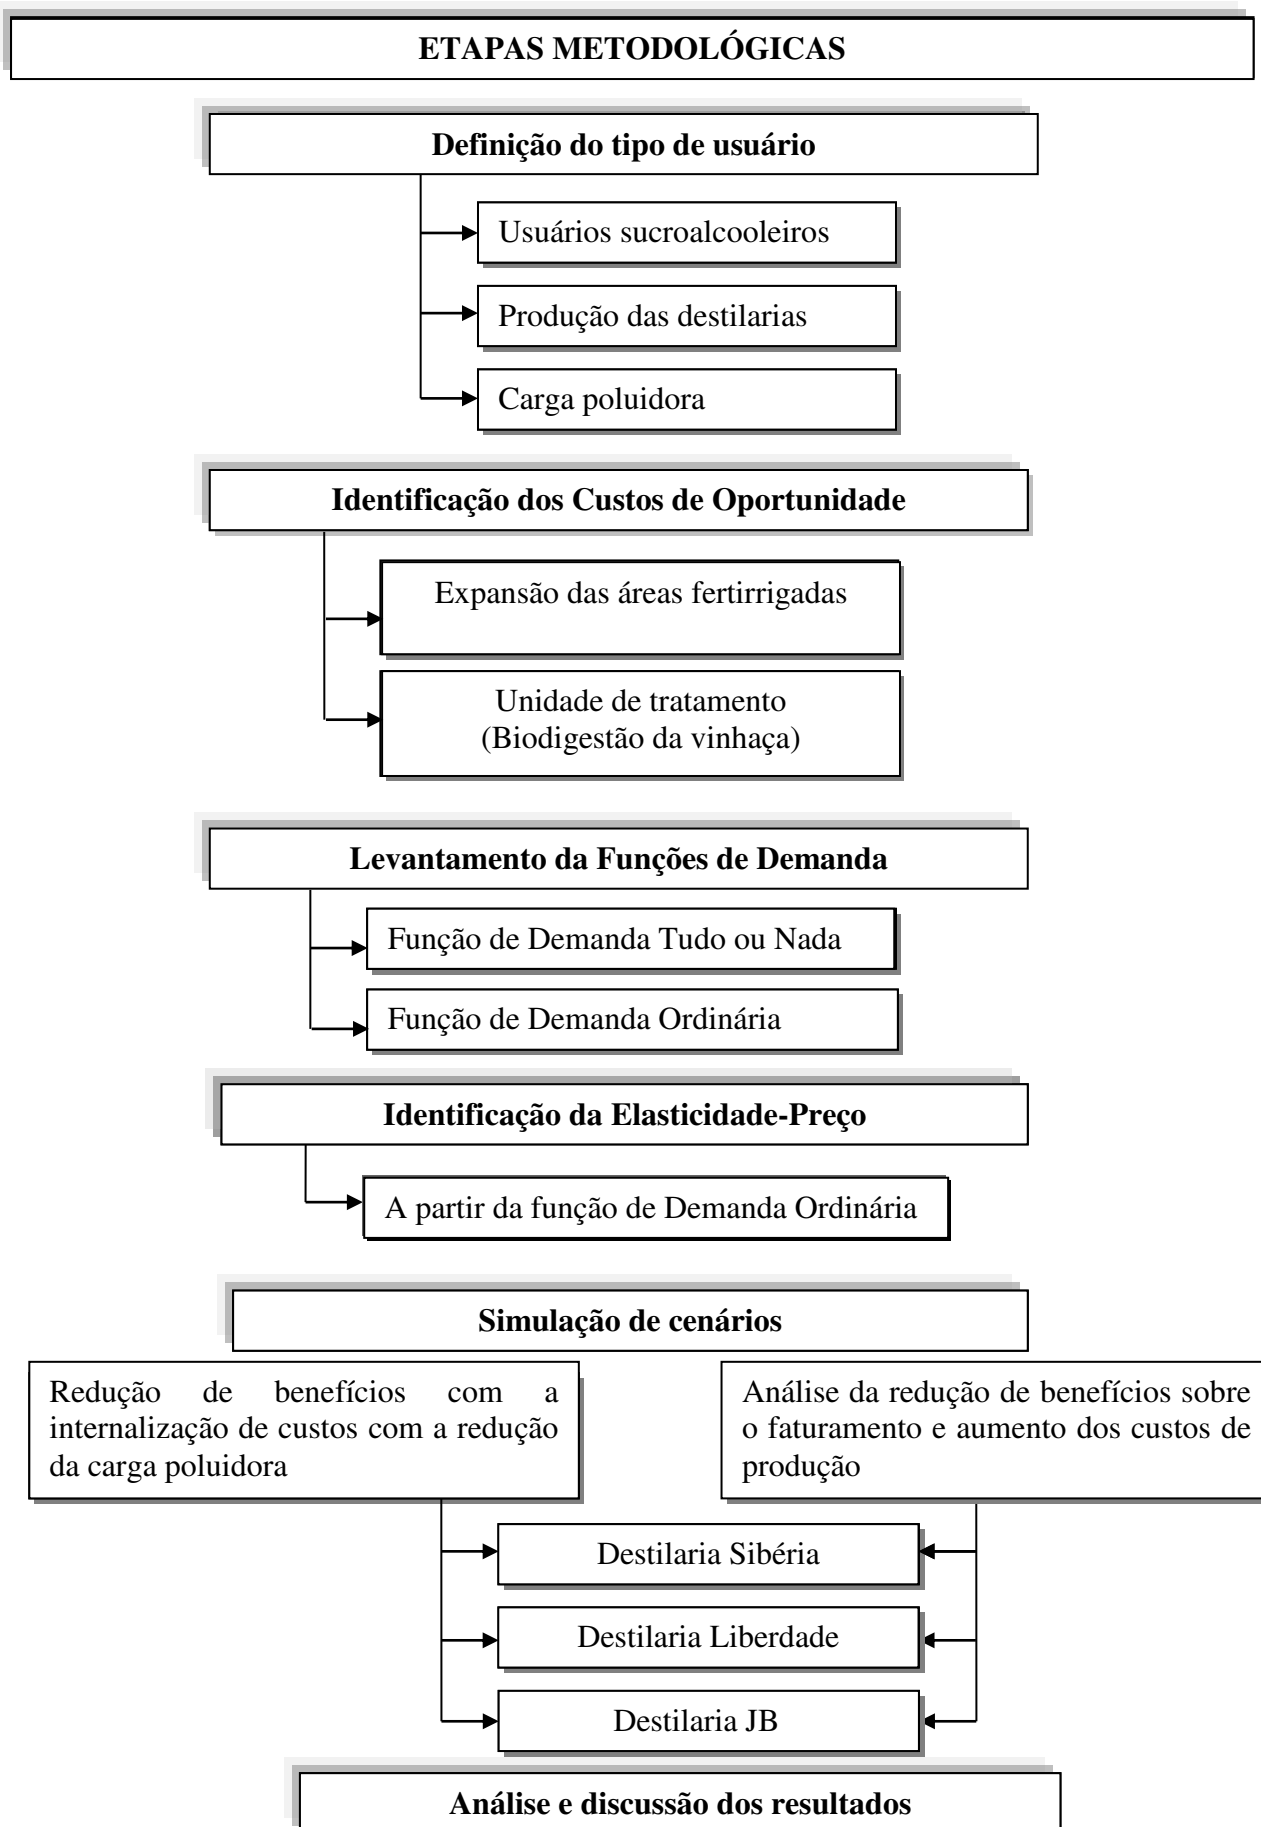 ETAPAS METODOLÓGICAS
Definição do tipo de usuário
Usuários sucroalcooleiros
Produção das destilarias
Carga poluidora
Identificação dos Custos de Oportunidade
Expansão das áreas fertirrigadas
Unidade de tratamento
(Biodigestão da vinhaça)
Levantamento da Funções de Demanda
Função de Demanda Tudo ou Nada
Função de Demanda Ordinária
Identificação da Elasticidade-Preço
A partir da função de Demanda Ordinária
Simulação de cenários
Redução de benefícios com a
internalização de custos com a redução
da carga poluidora
Análise da redução de benefícios sobre
o faturamento e aumento dos custos de
produção
Destilaria Sibéria
Destilaria Liberdade
Destilaria JB
Análise e discussão dos resultados